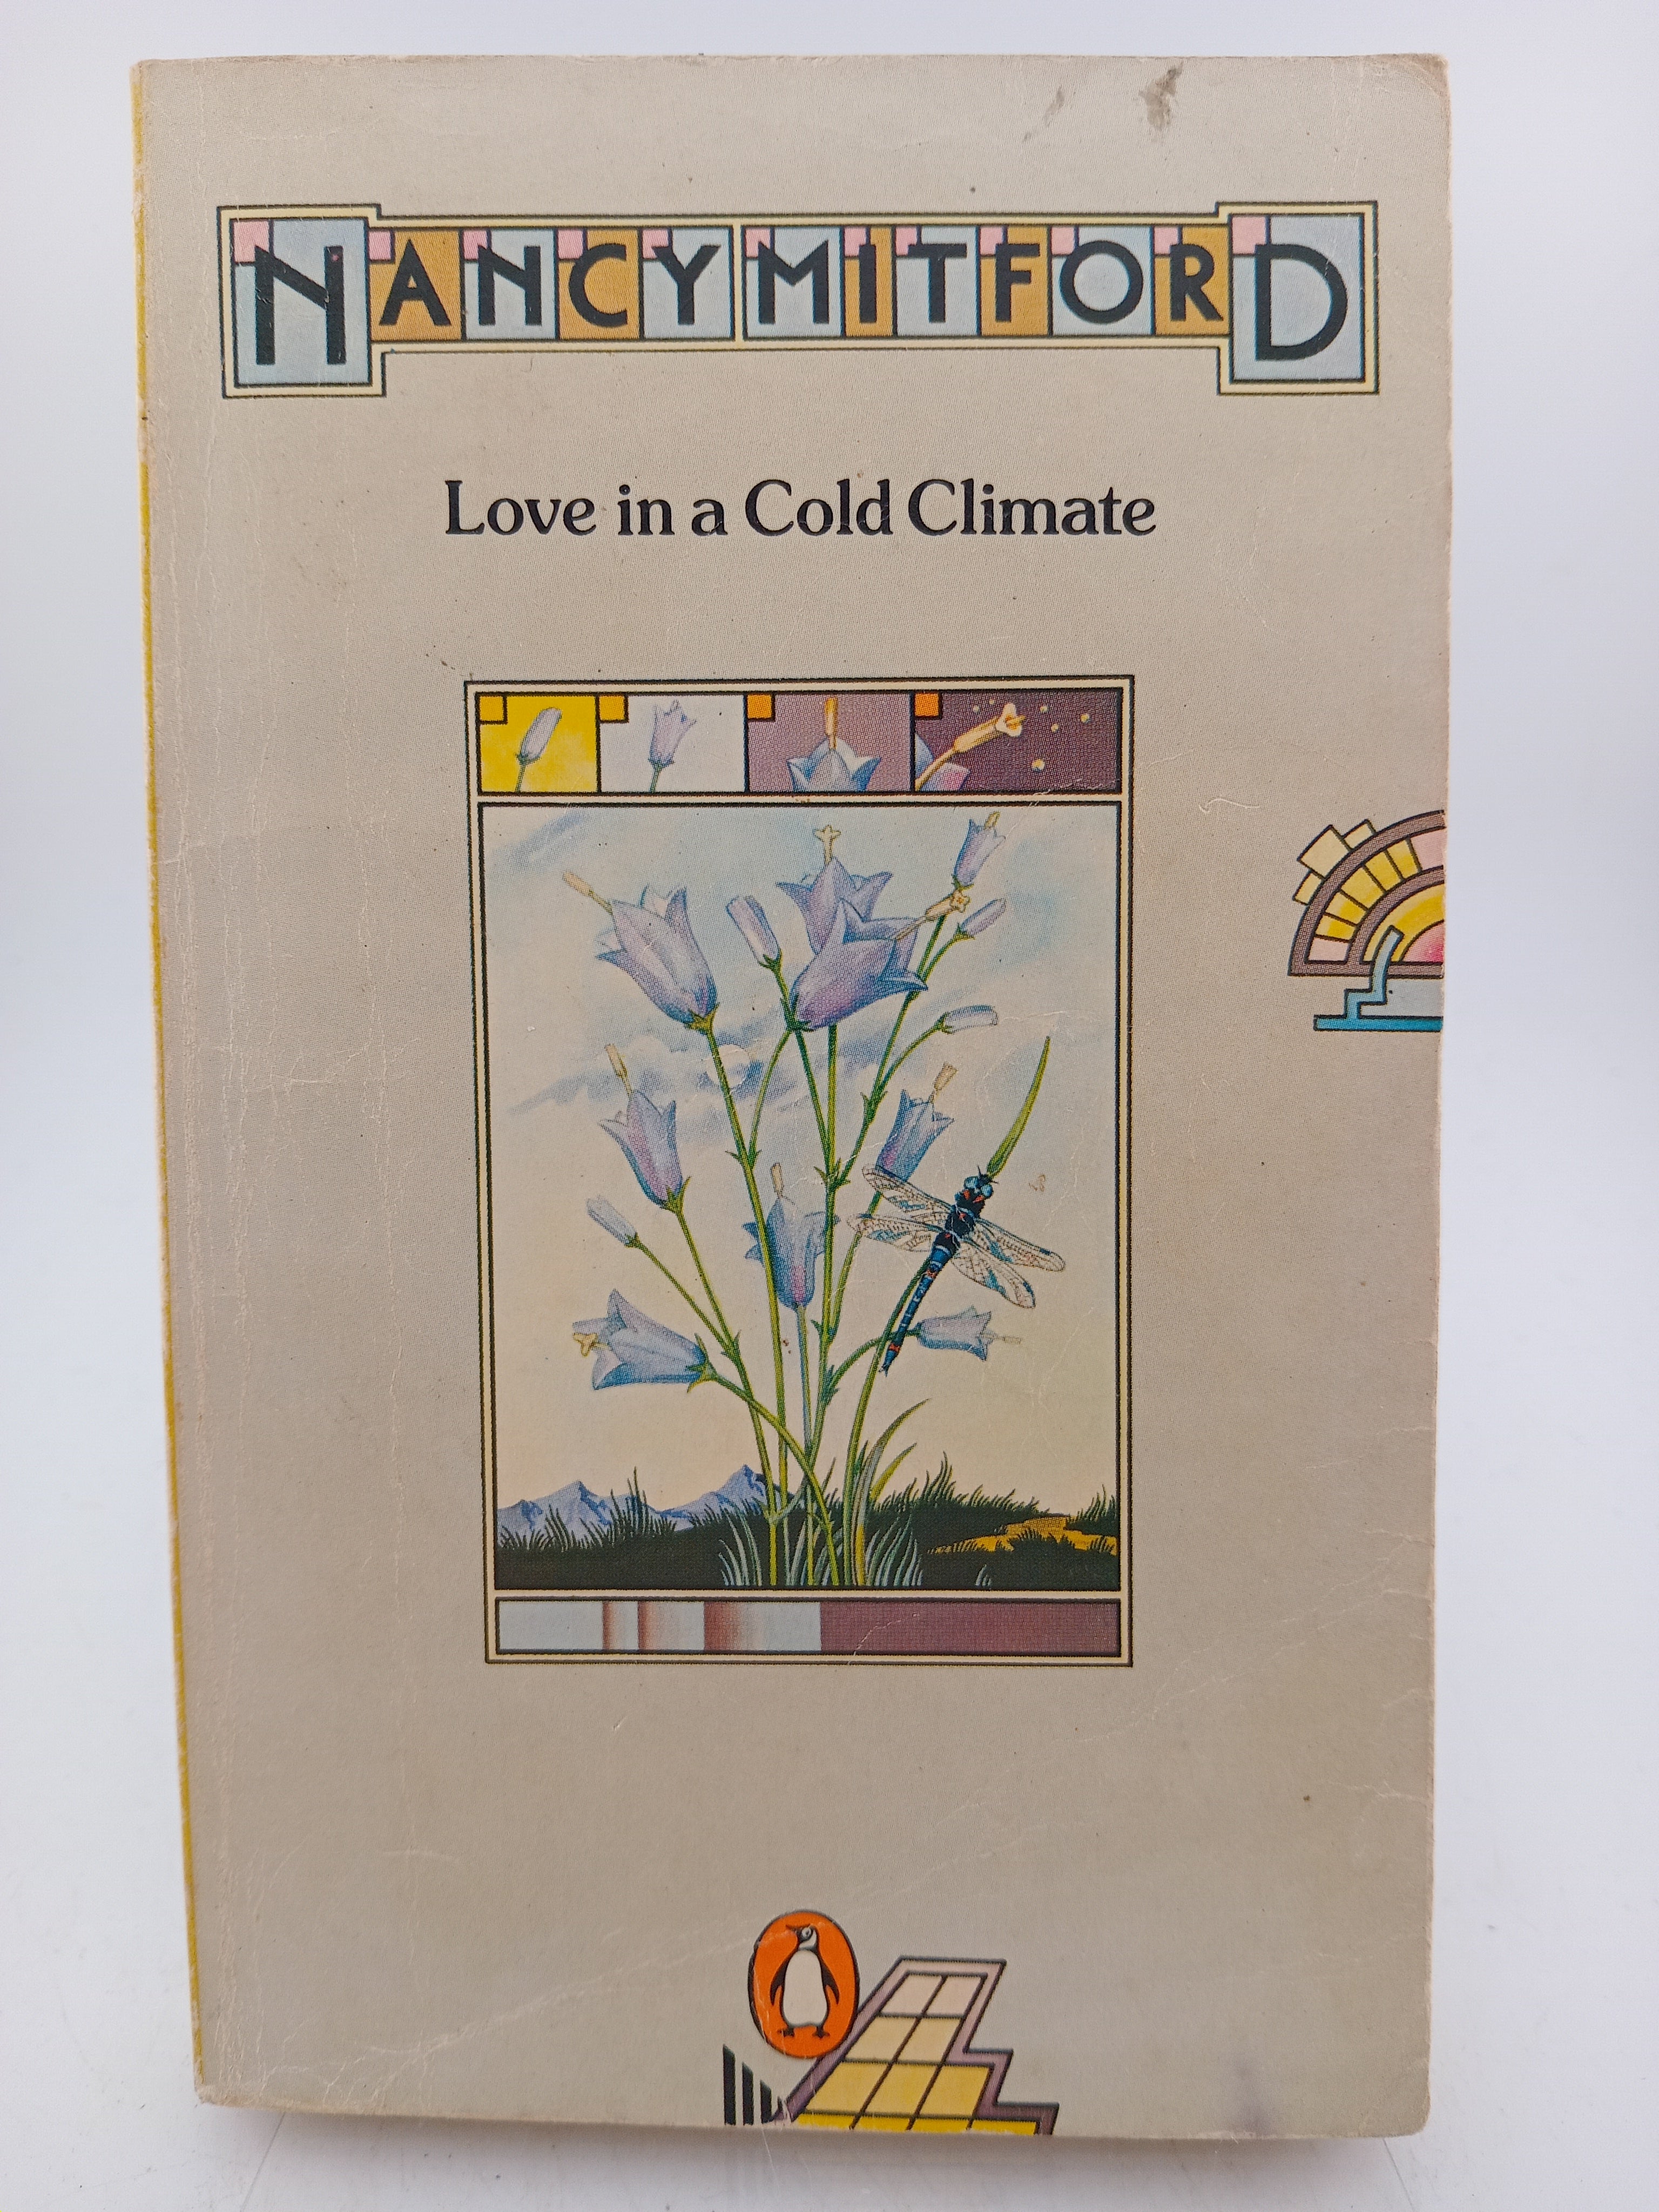 NANCY MITFORD
Love in a Cold Climate